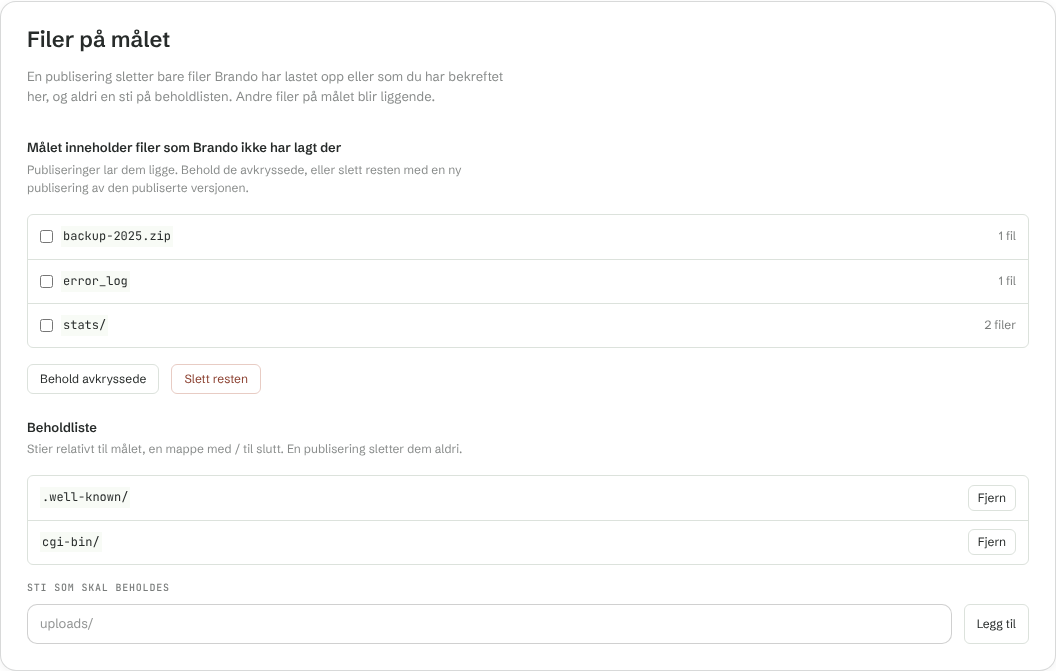 Filer på målet
En publisering sletter bare filer Brando har lastet opp eller som du har bekreftet
her, og aldri en sti på beholdlisten. Andre filer på målet blir liggende.
Målet inneholder filer som Brando ikke har lagt der
Publiseringer lar dem ligge. Behold de avkryssede, eller slett resten med en ny
publisering av den publiserte versjonen.
backup-2025.zip 1 fil
error_log 1 fil
stats/ 2 filer
Behold avkryssede Slett resten
Beholdliste
Stier relativt til målet, en mappe med / til slutt. En publisering sletter dem aldri.
.well-known/ Fjern
cgi-bin/ Fjern
STI SOM SKAL BEHOLDES
uploads/ Legg til